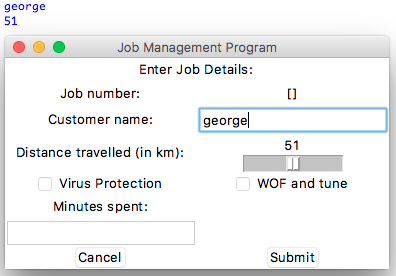 george
51
Job Management Program
Enter Job Details:
Job number: []
Customer name: george
Distance travelled (in km): 51
Virus Protection WOF and tune
Minutes spent:
Cancel Submit